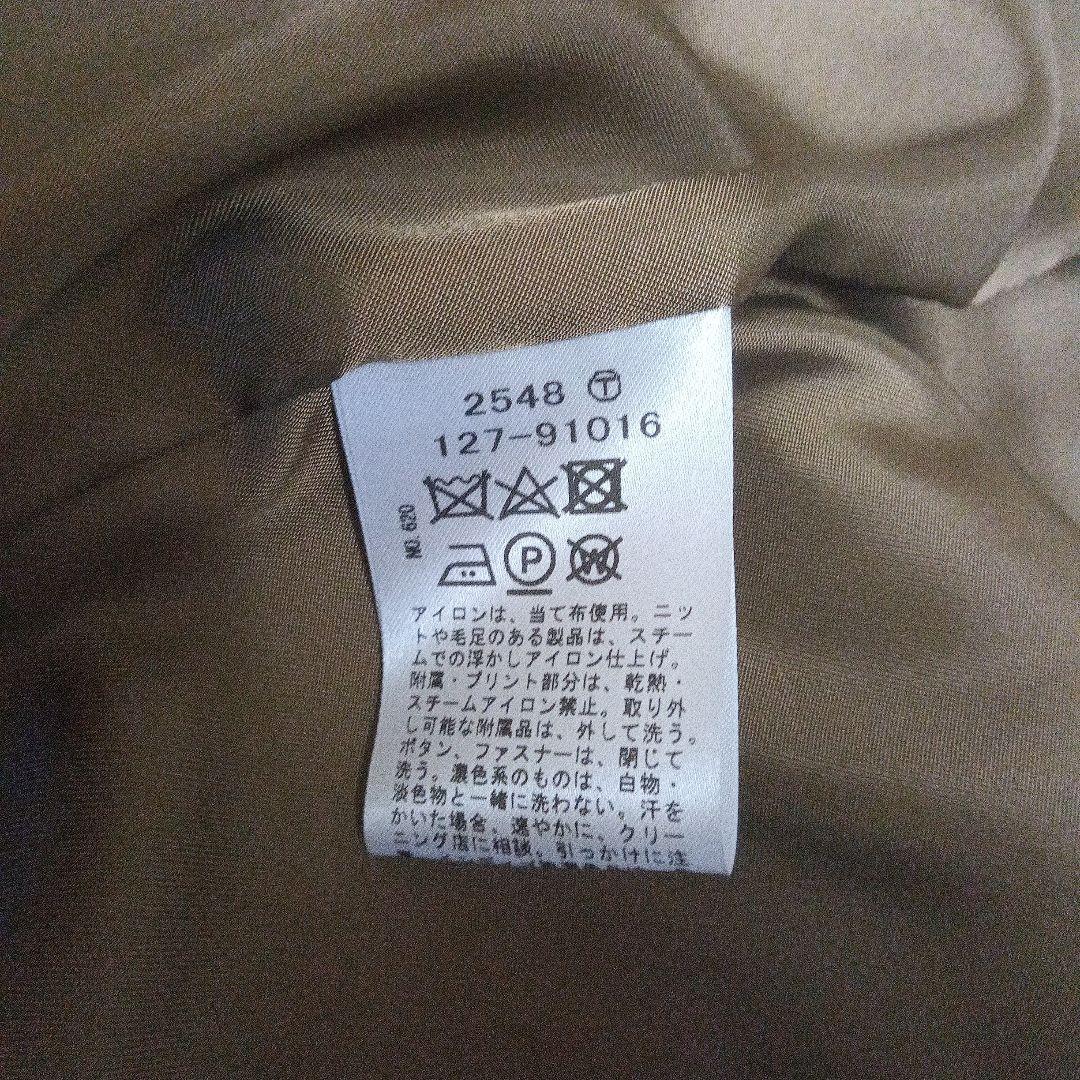 2548 Ⓣ
127-91016
NO. 620
P
W
アイロンは、当て布使用。ニッ
トや毛足のある製品は、スチー
ムでの浮かしアイロン仕上げ。
附属・プリント部分は、乾熱・
スチームアイロン禁止。取り外
し可能な附属品は、外して洗う。
ボタン、ファスナーは、閉じて
洗う。濃色系のものは、白物・
淡色物と一緒に洗わない。汗を
かいた場合、速やかに、クリー
ニング店に相談。引っかけに注